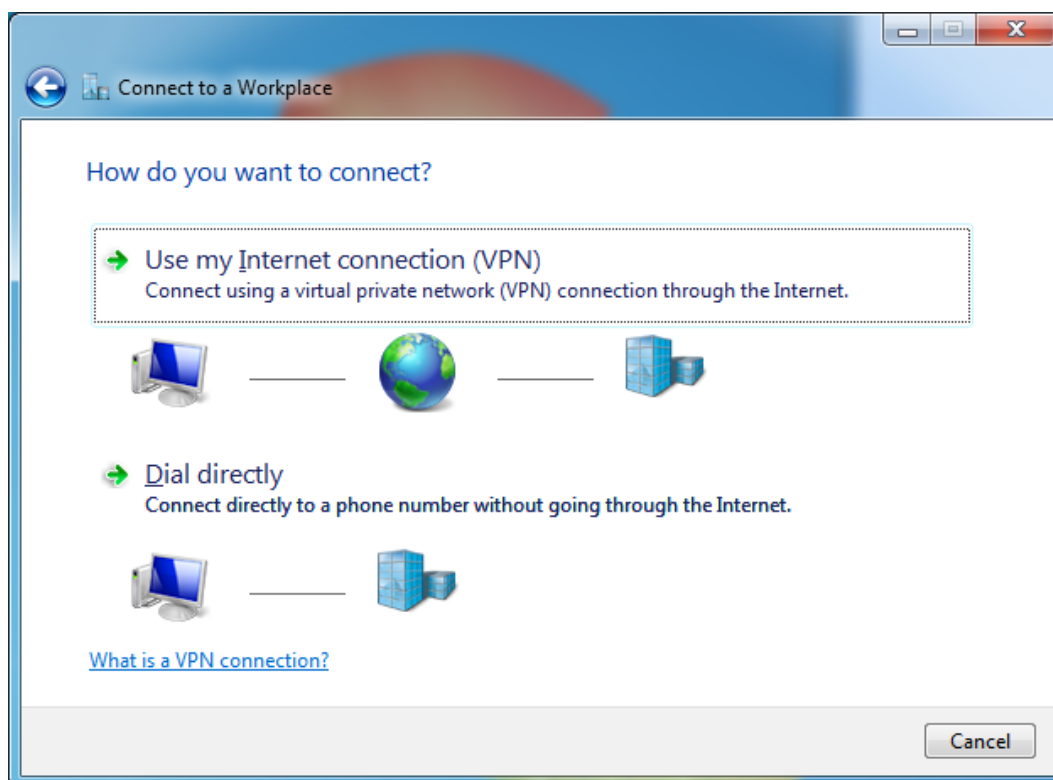 Connect to a Workplace
How do you want to connect?
Use my Internet connection (VPN)
Connect using a virtual private network (VPN) connection through the Internet.
Dial directly
Connect directly to a phone number without going through the Internet.
What is a VPN connection?
Cancel